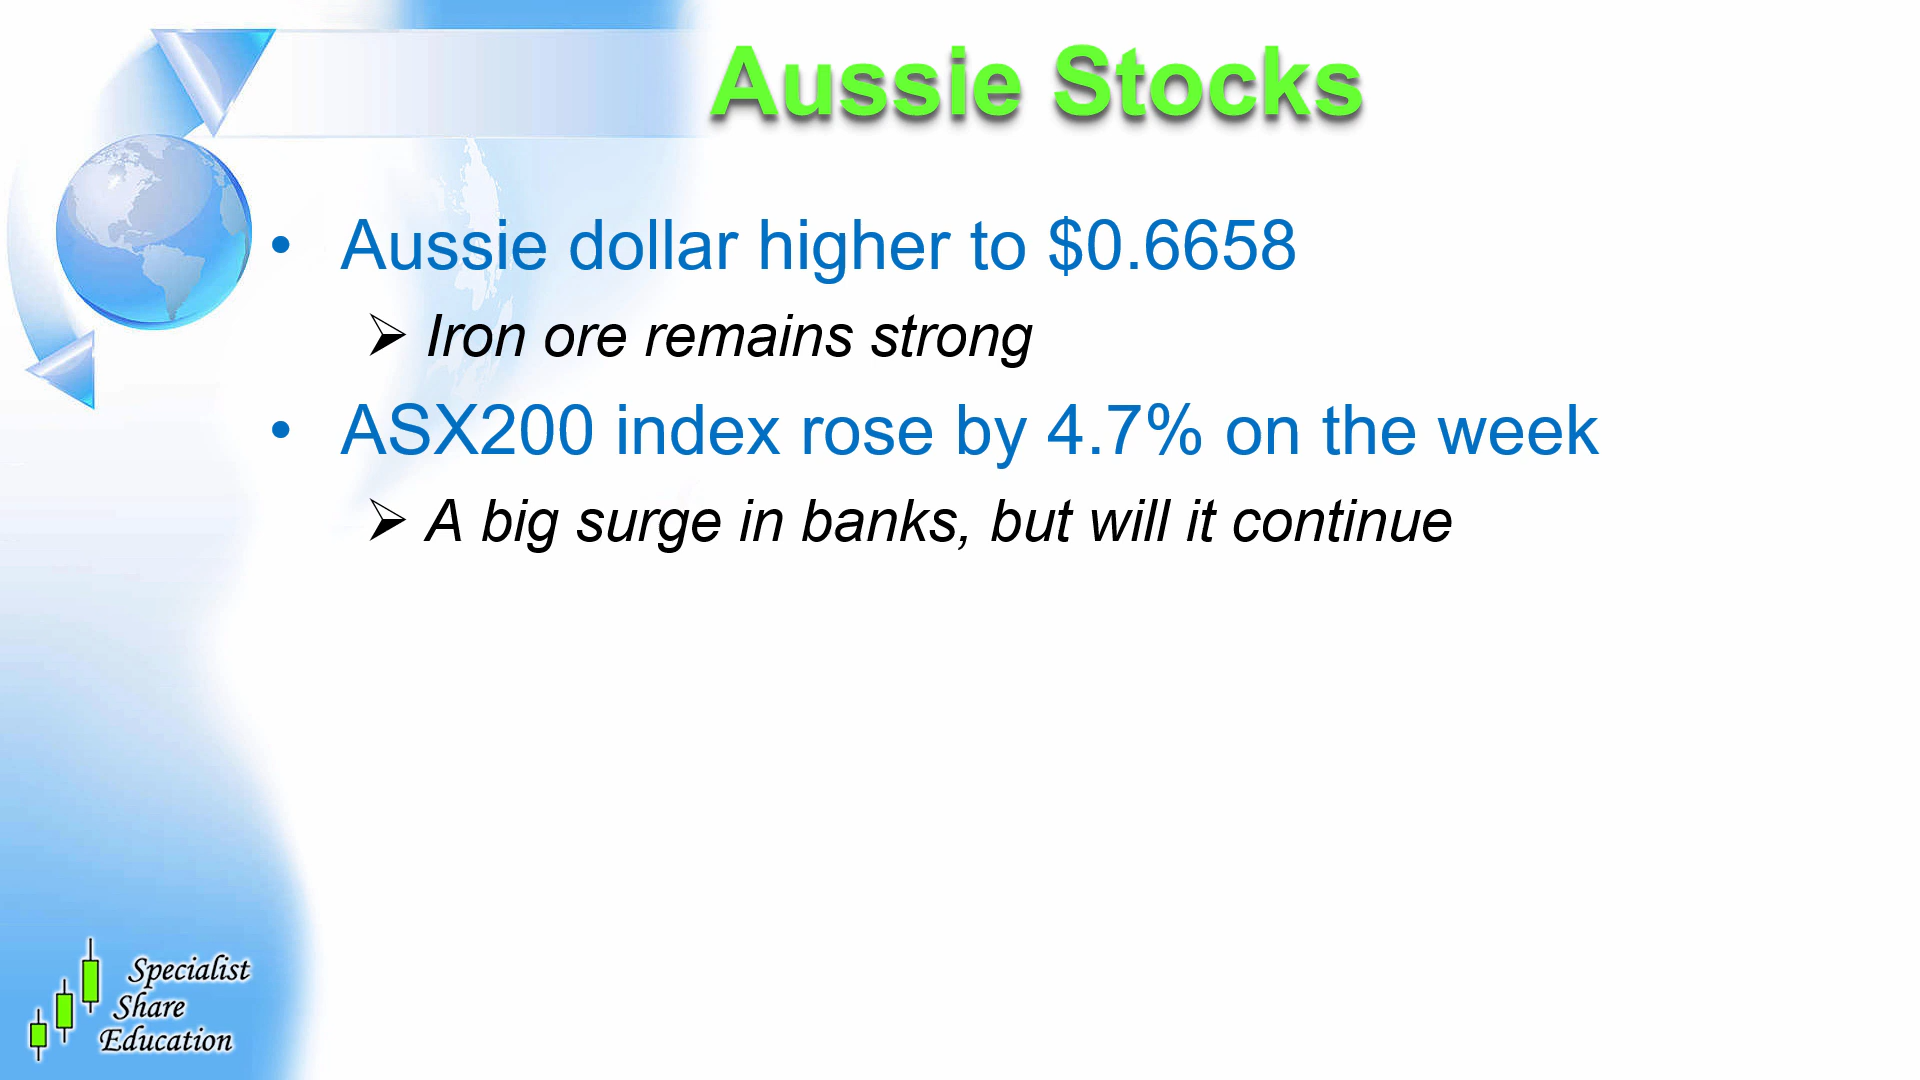 Aussie Stocks
• Aussie dollar higher to $0.6658
➢ Iron ore remains strong
• ASX200 index rose by 4.7% on the week
➢ A big surge in banks, but will it continue
Specialist
Share
Education